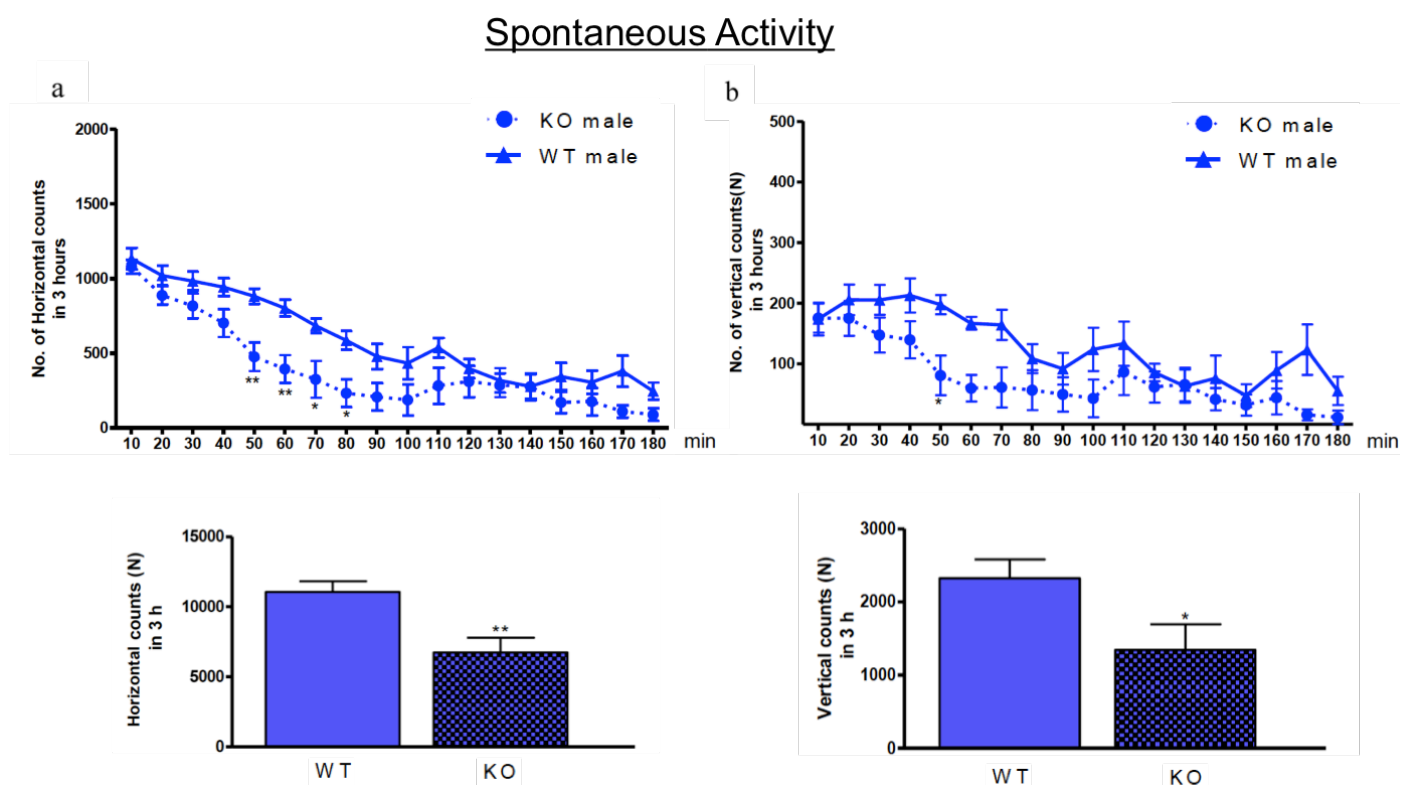 Spontaneous Activity
a
KO male
WT male
2000
1500
1000
500
0
No. of Horizontal counts
in 3 hours
** ** * *
10 20 30 40 50 60 70 80 90 100 110 120 130 140 150 160 170 180 min
b
KO male
WT male
500
400
300
200
100
No. of vertical counts(N)
in 3 hours
*
10 20 30 40 50 60 70 80 90 100 110 120 130 140 150 160 170 180 min
15000
10000
5000
0
Horizontal counts (N)
in 3 h
**
WT KO
3000
2000
1000
0
Vertical counts (N)
in 3 h
*
WT KO